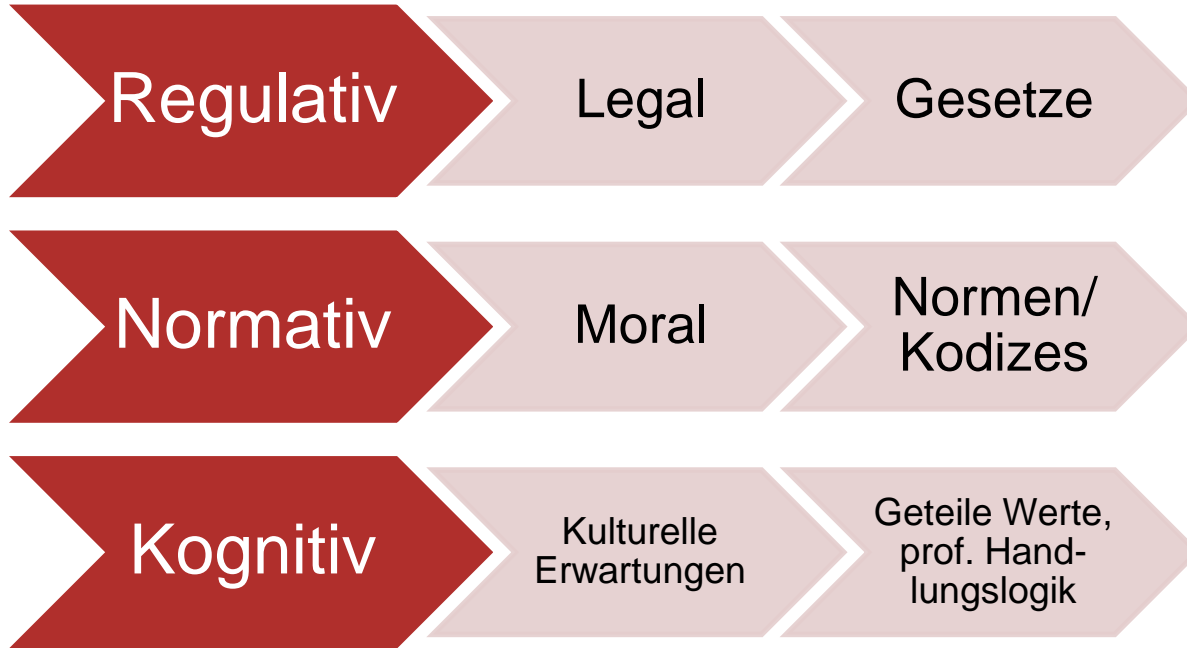 Regulativ
Legal
Gesetze
Normativ
Moral
Normen/
Kodizes
Kognitiv
Kulturelle
Erwartungen
Geteile Werte,
prof. Hand-
lungslogik